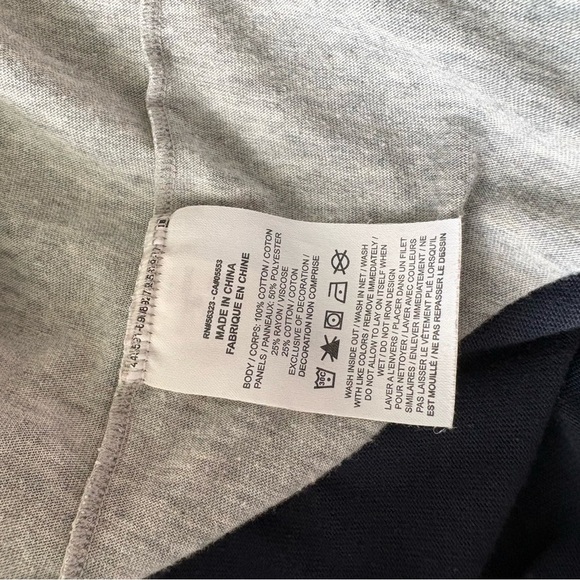 RN#56323 - CA#05553
MADE IN CHINA
FABRIQUE EN CHINE
BODY / CORPS: 100% COTTON / COTON
PANELS / PANNEAUX: 50% POLYESTER
25% RAYON / VISCOSE
25% COTTON / COTON
EXCLUSIVE OF DECORATION /
DECORATION NON COMPRISE
WASH INSIDE OUT / WASH IN NET / WASH
WITH LIKE COLORS / REMOVE IMMEDIATELY /
DO NOT ALLOW TO LAY ON ITSELF WHEN
WET / DO NOT IRON DESIGN
LAVER A L'ENVERS / PLACER DANS UN FILET
POUR NETTOYER / LAVER AVEC COULEURS
SIMILAIRES / ENLEVER IMMEDIATEMENT / NE
PAS LAISSER LE VÊTEMENT PLIÉ LORSQU'IL
EST MOUILLÉ / NE PAS REPASSER LE DESSIN